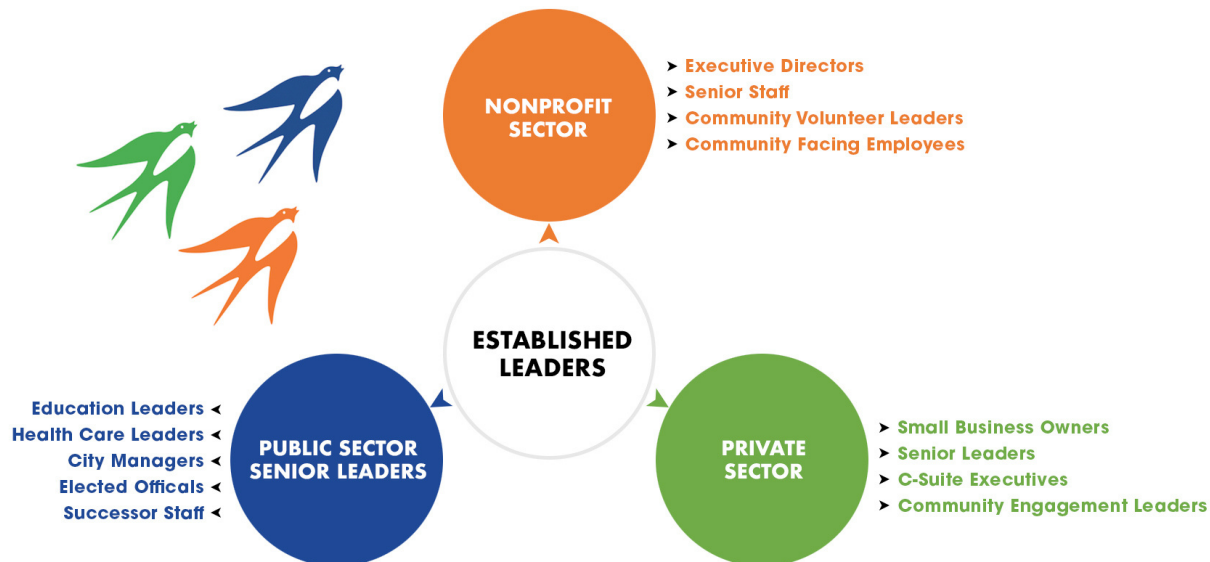 NONPROFIT
SECTOR
➤ Executive Directors
➤ Senior Staff
➤ Community Volunteer Leaders
➤ Community Facing Employees
ESTABLISHED
LEADERS
PUBLIC SECTOR
SENIOR LEADERS
Education Leaders
Health Care Leaders
City Managers
Elected Officals
Successor Staff
PRIVATE
SECTOR
➤ Small Business Owners
➤ Senior Leaders
➤ C-Suite Executives
➤ Community Engagement Leaders